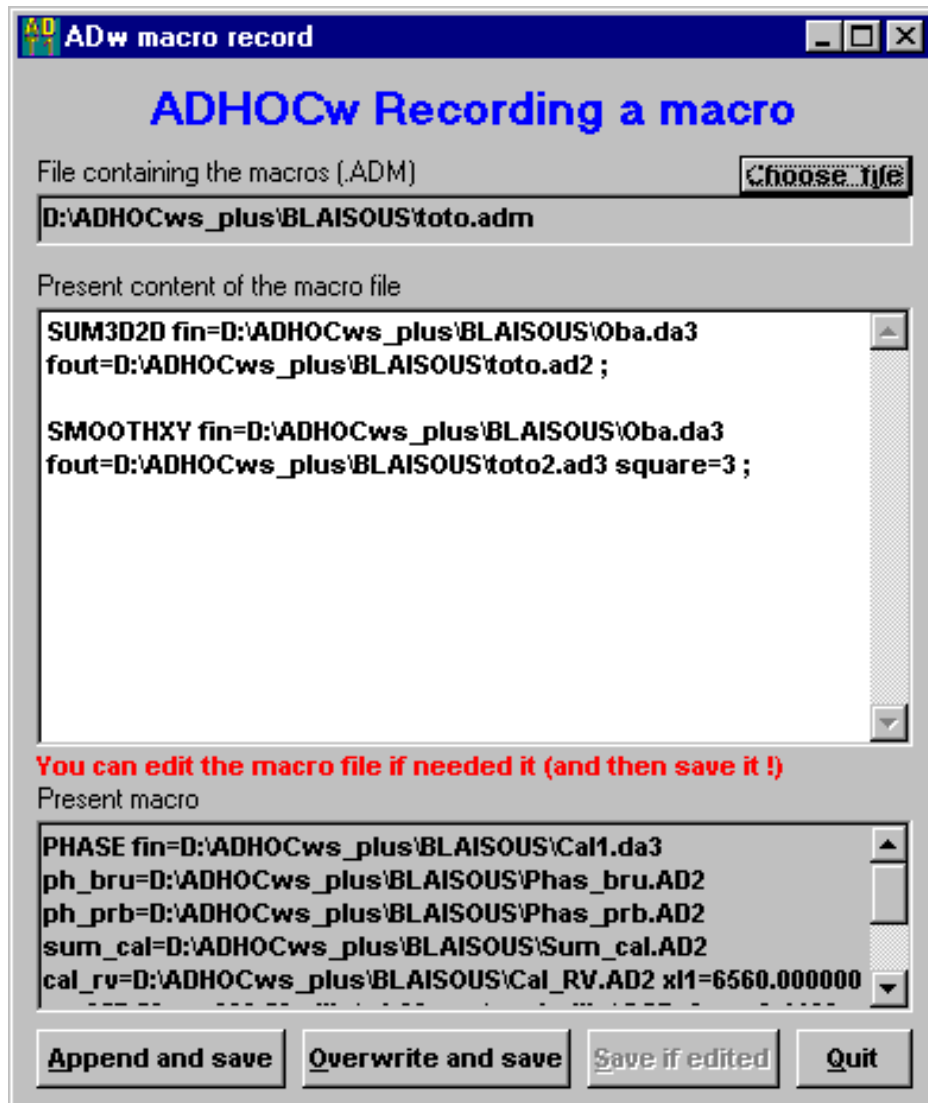 ADw macro record
ADHOCw Recording a macro
File containing the macros (.ADM)
Choose file
D:\ADHOCws_plus\BLAISOUS\toto.adm
Present content of the macro file
SUM3D2D fin=D:\ADHOCws_plus\BLAISOUS\Oba.da3
fout=D:\ADHOCws_plus\BLAISOUS\toto.ad2 ;
SMOOTHXY fin=D:\ADHOCws_plus\BLAISOUS\Oba.da3
fout=D:\ADHOCws_plus\BLAISOUS\toto2.ad3 square=3 ;
You can edit the macro file if needed it (and then save it !)
Present macro
PHASE fin=D:\ADHOCws_plus\BLAISOUS\Cal1.da3
ph_bru=D:\ADHOCws_plus\BLAISOUS\Phas_bru.AD2
ph_prb=D:\ADHOCws_plus\BLAISOUS\Phas_prb.AD2
sum_cal=D:\ADHOCws_plus\BLAISOUS\Sum_cal.AD2
cal_rv=D:\ADHOCws_plus\BLAISOUS\Cal_RV.AD2 xl1=6560.000000
Append and save
Overwrite and save
Save if edited
Quit